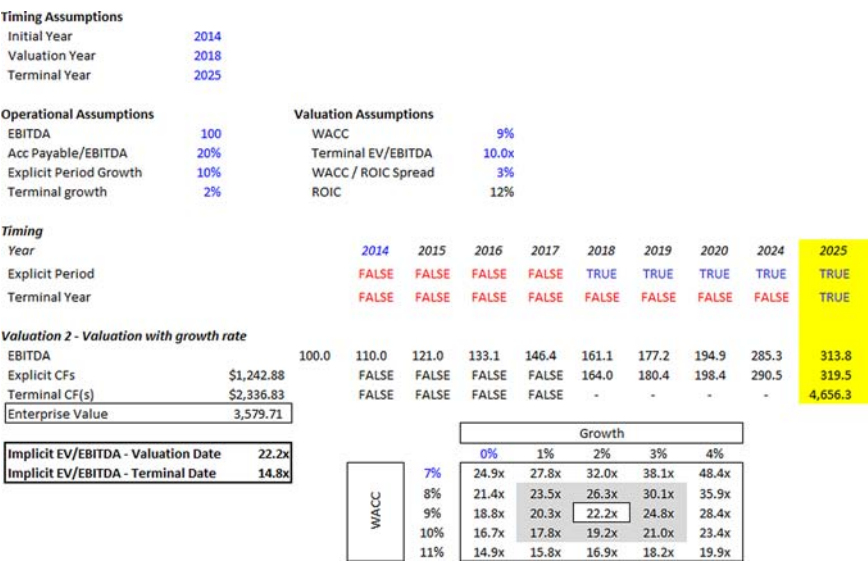 Timing Assumptions
Initial Year 2014
Valuation Year 2018
Terminal Year 2025
Operational Assumptions Valuation Assumptions
EBITDA 100 WACC 9%
Acc Payable/EBITDA 20% Terminal EV/EBITDA 10.0x
Explicit Period Growth 10% WACC / ROIC Spread 3%
Terminal growth 2% ROIC 12%
Timing
Year 2014 2015 2016 2017 2018 2019 2020 2024 2025
Explicit Period FALSE FALSE FALSE FALSE TRUE TRUE TRUE TRUE TRUE
Terminal Year FALSE FALSE FALSE FALSE FALSE FALSE FALSE FALSE TRUE
Valuation 2 - Valuation with growth rate
EBITDA 100.0 110.0 121.0 133.1 146.4 161.1 177.2 194.9 285.3 313.8
Explicit CFs $1,242.88 FALSE FALSE FALSE FALSE 164.0 180.4 198.4 290.5 319.5
Terminal CF(s) $2,336.83 FALSE FALSE FALSE FALSE - - - - 4,656.3
Enterprise Value 3,579.71
Growth
Implicit EV/EBITDA - Valuation Date 22.2x 0% 1% 2% 3% 4%
Implicit EV/EBITDA - Terminal Date 14.8x 7% 24.9x 27.8x 32.0x 38.1x 48.4x
WACC
8% 21.4x 23.5x 26.3x 30.1x 35.9x
9% 18.8x 20.3x 22.2x 24.8x 28.4x
10% 16.7x 17.8x 19.2x 21.0x 23.4x
11% 14.9x 15.8x 16.9x 18.2x 19.9x